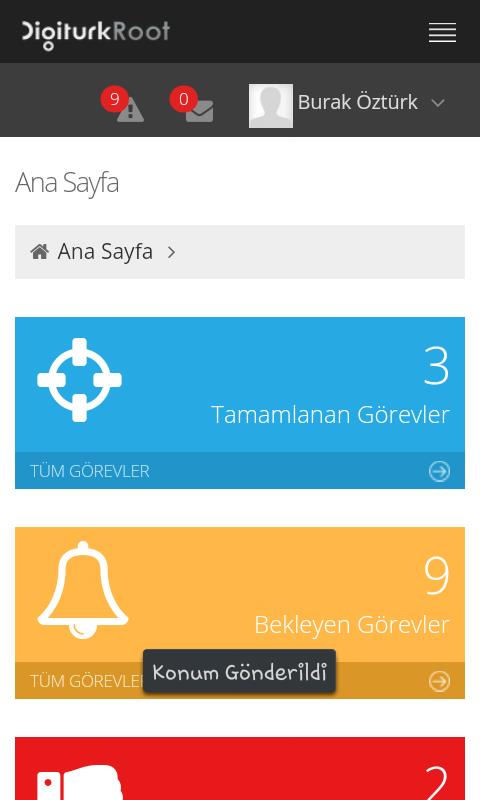 DigiturkRoot
9
0
Burak Öztürk
Ana Sayfa
Ana Sayfa
3
Tamamlanan Görevler
TÜM GÖREVLER
9
Bekleyen Görevler
TÜM GÖREVLE
Konum Gönderildi
2